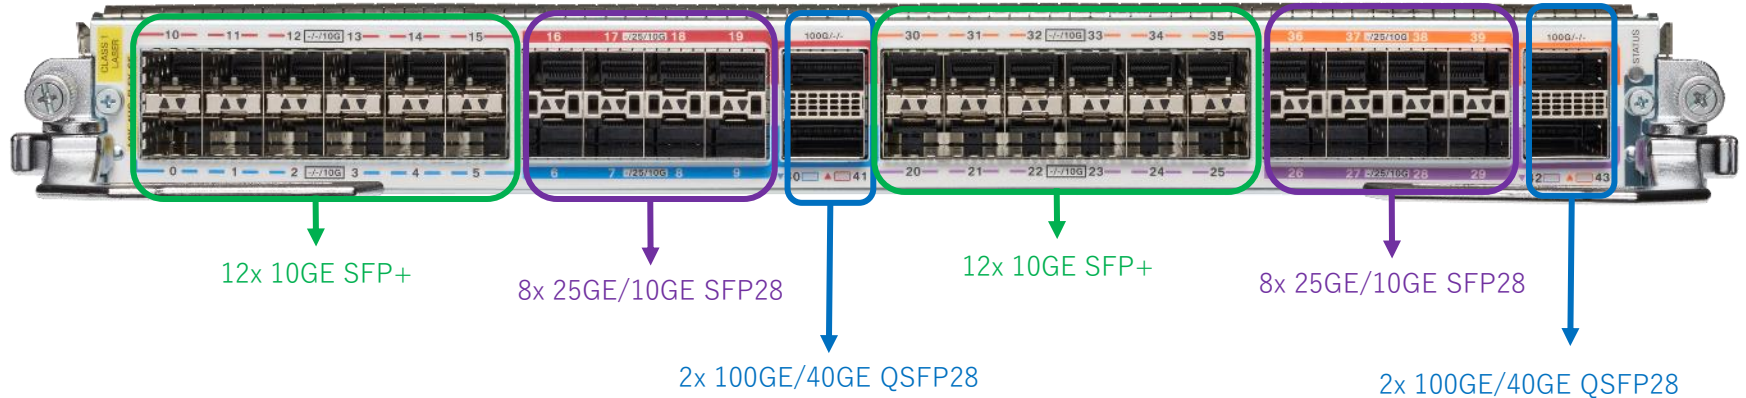 CLASS 1
LASER
10 11 12 -/-/10G 13 14 15
16 17 -/25/10G 18 19
100G/-/-
30 31 32 -/-/10G 33 34 35
36 37 -/25/10G 38 39
100G/-/-
STATUS
0 1 2 -/-/10G 3 4 5
6 7 -/25/10G 8 9
41
20 21 22 -/-/10G 23 24 25
26 27 -/25/10G 28 29
43
12x 10GE SFP+
8x 25GE/10GE SFP28
2x 100GE/40GE QSFP28
12x 10GE SFP+
8x 25GE/10GE SFP28
2x 100GE/40GE QSFP28